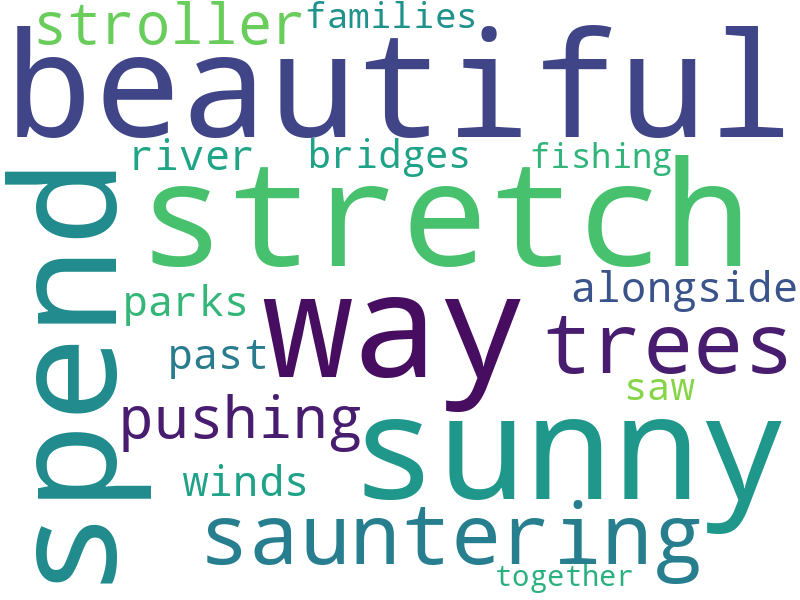 stroller families
beautiful
river bridges fishing
stretch
spend
alongside
parks
way
trees
past
saw
pushing
sunny
winds
sauntering
together